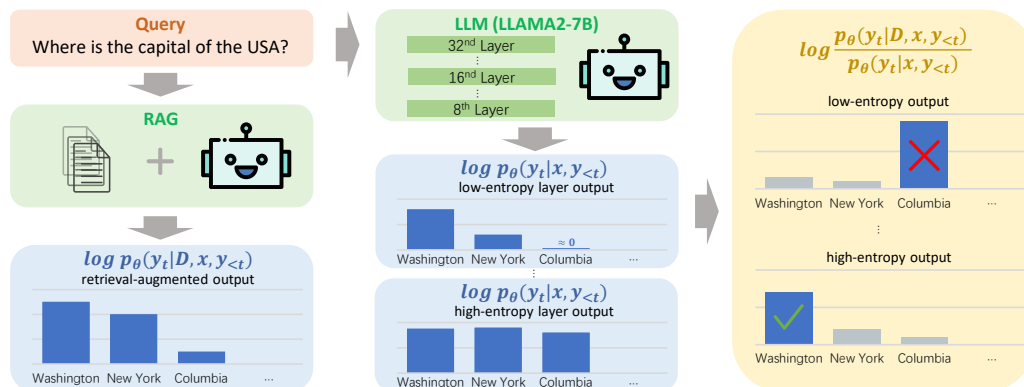 Query
Where is the capital of the USA?
RAG
log pθ(yt|D, x, y<t)
retrieval-augmented output
Washington New York Columbia ...
LLM (LLAMA2-7B)
32nd Layer
⋮
16nd Layer
⋮
8th Layer
log pθ(yt|x, y<t)
low-entropy layer output
≈ 0
Washington New York Columbia ...
⋮
log pθ(yt|x, y<t)
high-entropy layer output
Washington New York Columbia ...
log pθ(yt|D, x, y<t) / pθ(yt|x, y<t)
low-entropy output
Washington New York Columbia ...
⋮
high-entropy output
Washington New York Columbia ...